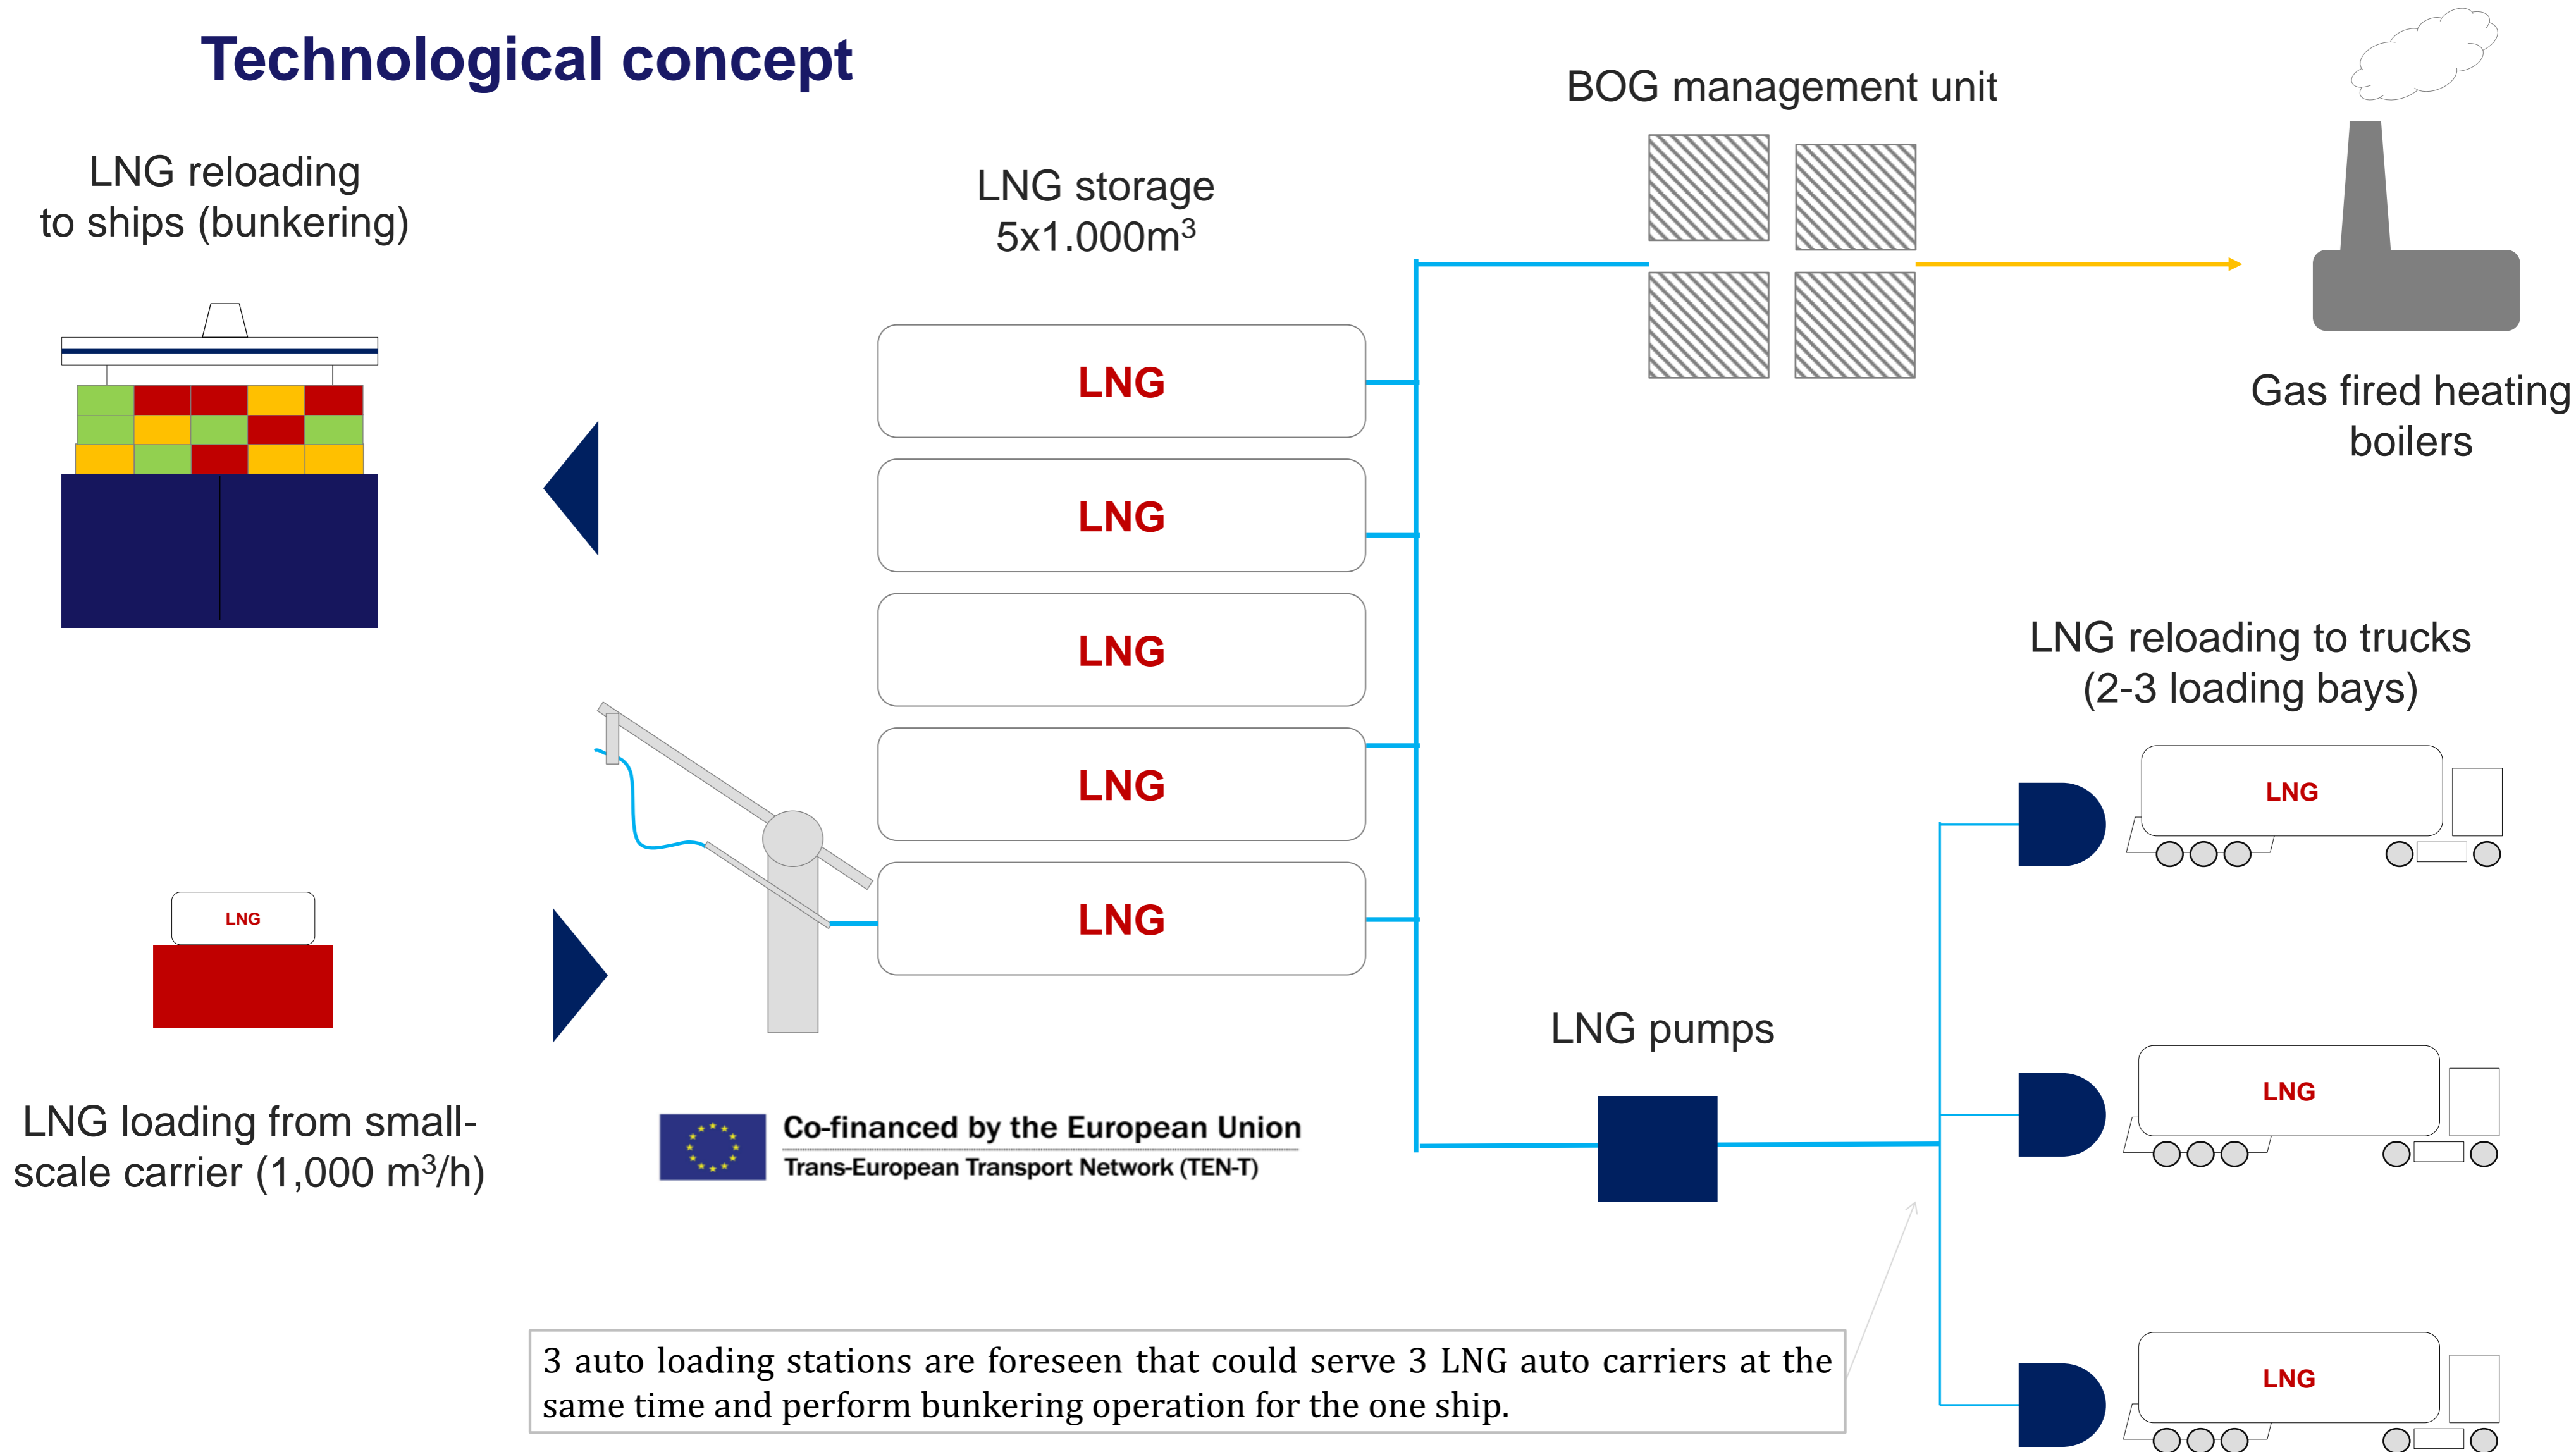 Technological concept
LNG reloading
to ships (bunkering)
LNG storage
5x1.000m³
BOG management unit
Gas fired heating
boilers
LNG
LNG
LNG
LNG
LNG
LNG reloading to trucks
(2-3 loading bays)
LNG
LNG
LNG
LNG
LNG loading from small-
scale carrier (1,000 m³/h)
LNG pumps
Co-financed by the European Union
Trans-European Transport Network (TEN-T)
3 auto loading stations are foreseen that could serve 3 LNG auto carriers at the
same time and perform bunkering operation for the one ship.